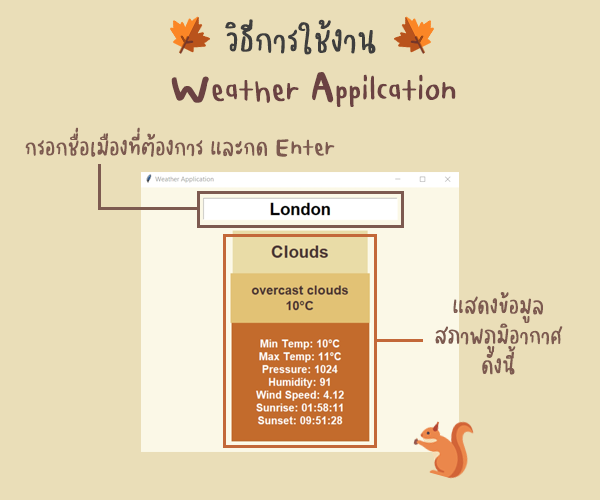 วิธีการใช้งาน
Weather Appilcation
กรอกชื่อเมืองที่ต้องการ และกด Enter
Weather Application
London
Clouds
overcast clouds
10°C
Min Temp: 10°C
Max Temp: 11°C
Pressure: 1024
Humidity: 91
Wind Speed: 4.12
Sunrise: 01:58:11
Sunset: 09:51:28
แสดงข้อมูล
สภาพภูมิอากาศ
ดังนี้